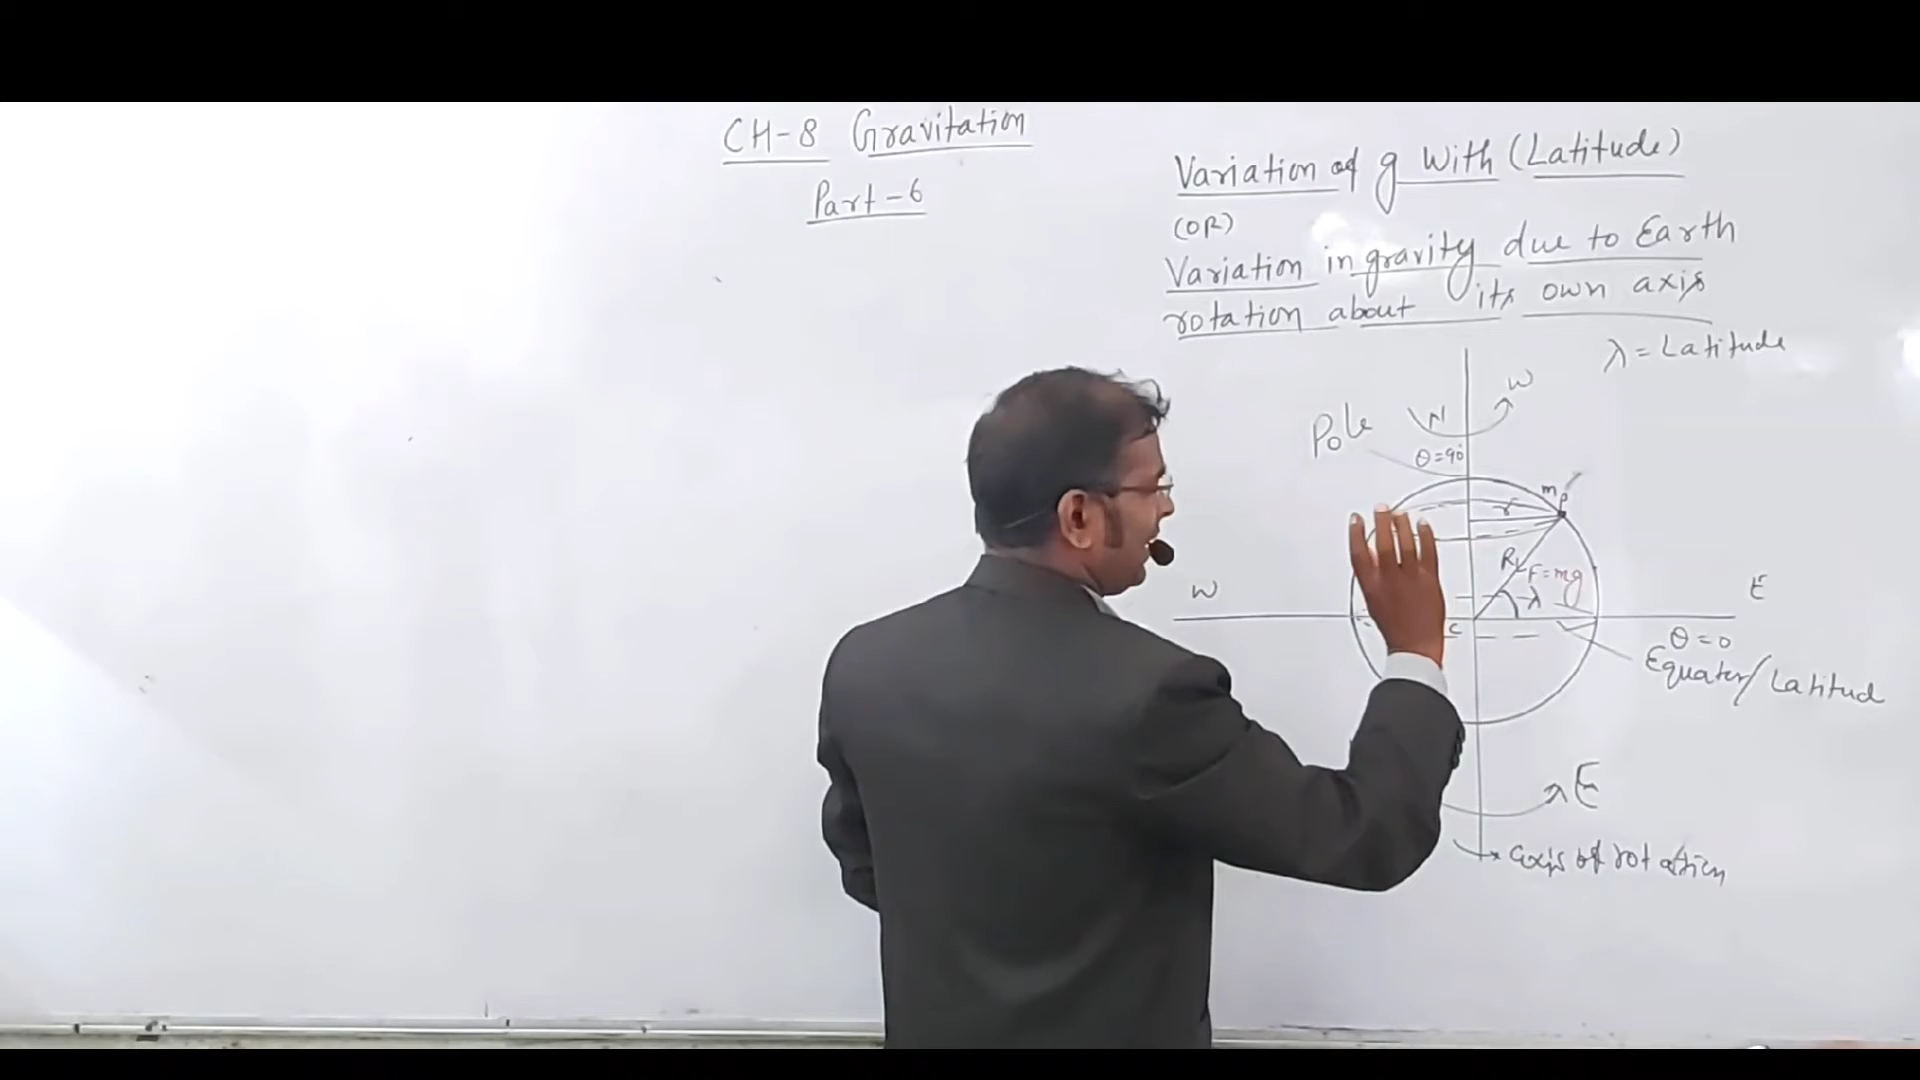 CH-8 Gravitation
Part-6
Variation of g With (Latitude)
(OR)
Variation in gravity due to Earth
rotation about its own axis
λ = Latitude
Pole
N
W
θ=90°
m
P
r
R
F=mg
λ
C
W
E
θ = 0
Equater/Latitud
E
axis of rotation